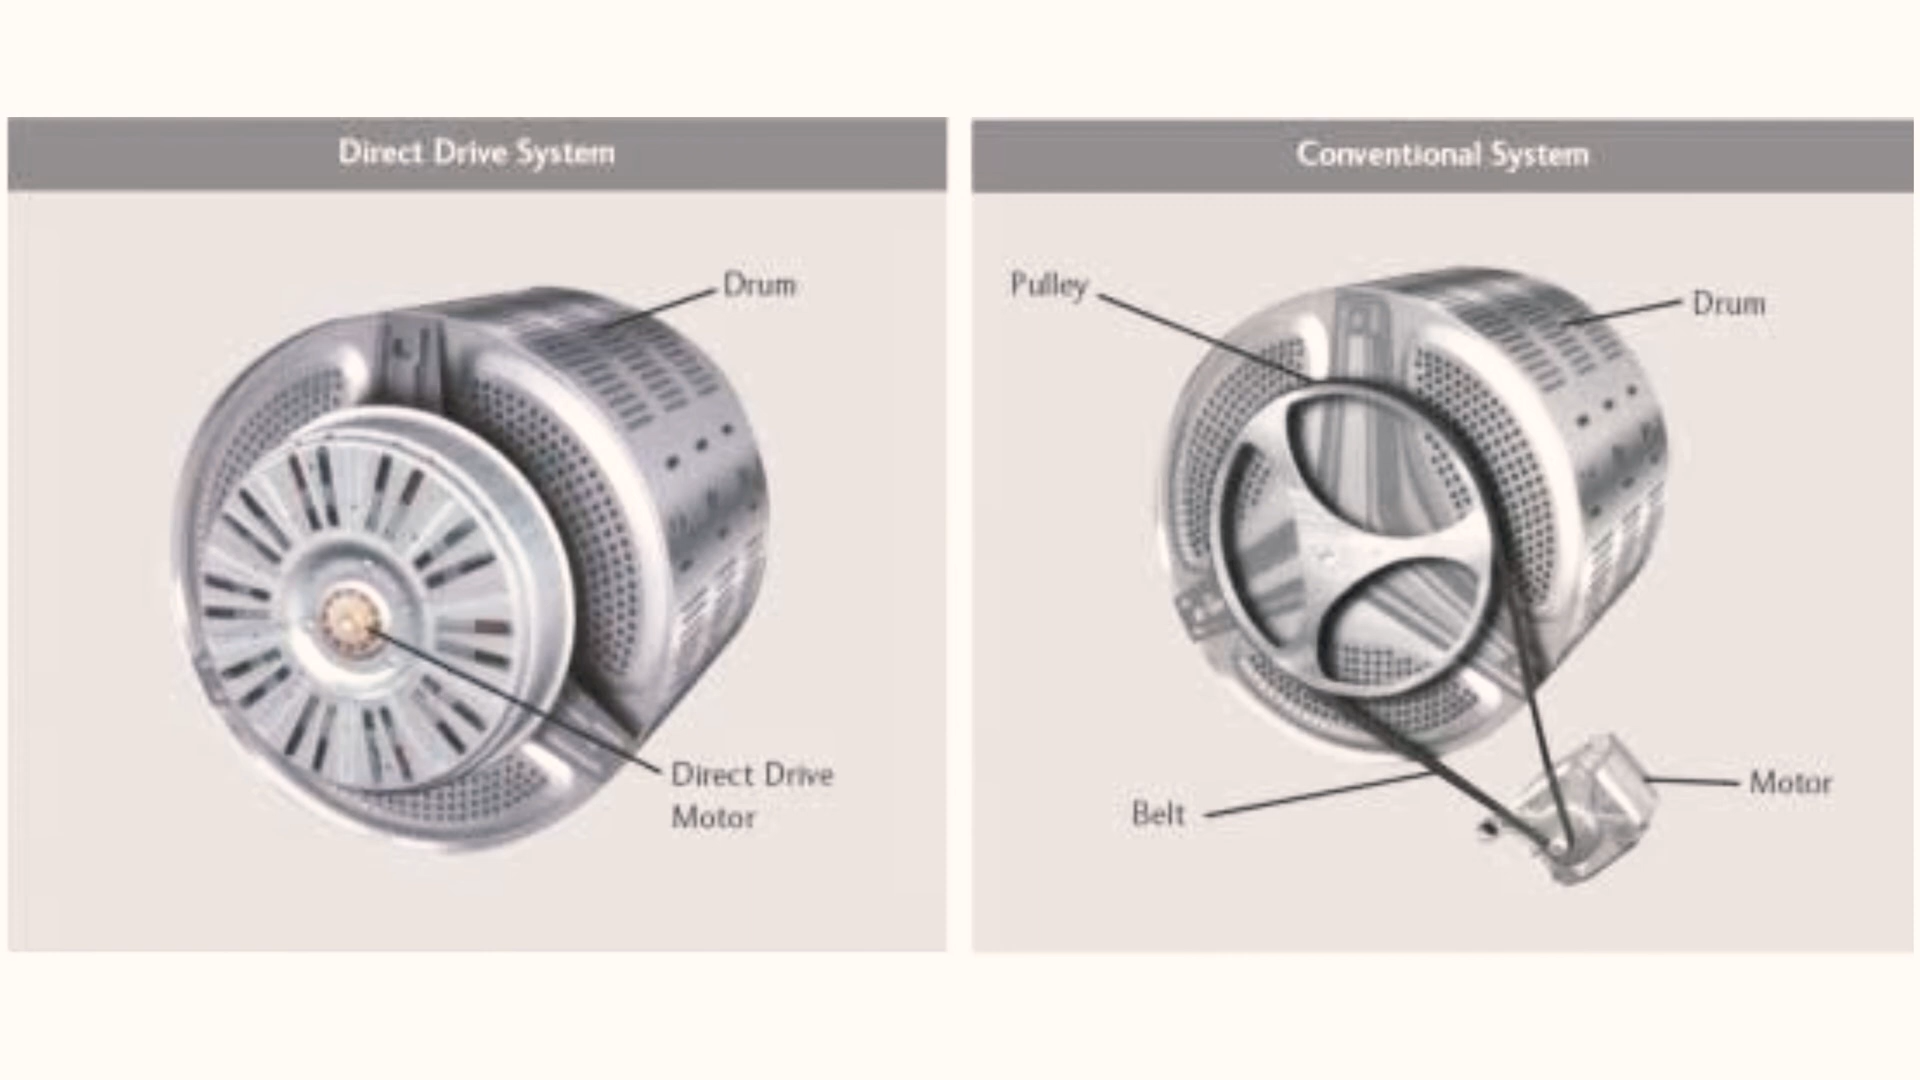 Direct Drive System
Drum
Direct Drive
Motor
Conventional System
Pulley
Drum
Belt
Motor